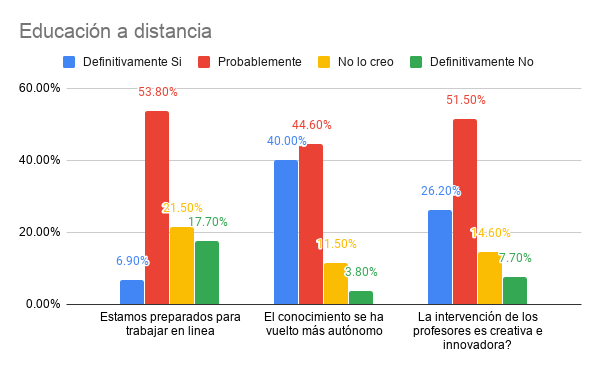 Educación a distancia
Definitivamente Si Probablemente No lo creo Definitivamente No
60.00%
40.00%
20.00%
0.00%
6.90% 53.80% 21.50% 17.70%
40.00% 44.60% 11.50% 3.80%
26.20% 51.50% 14.60% 7.70%
Estamos preparados para
trabajar en linea
El conocimiento se ha
vuelto más autónomo
La intervención de los
profesores es creativa e
innovadora?